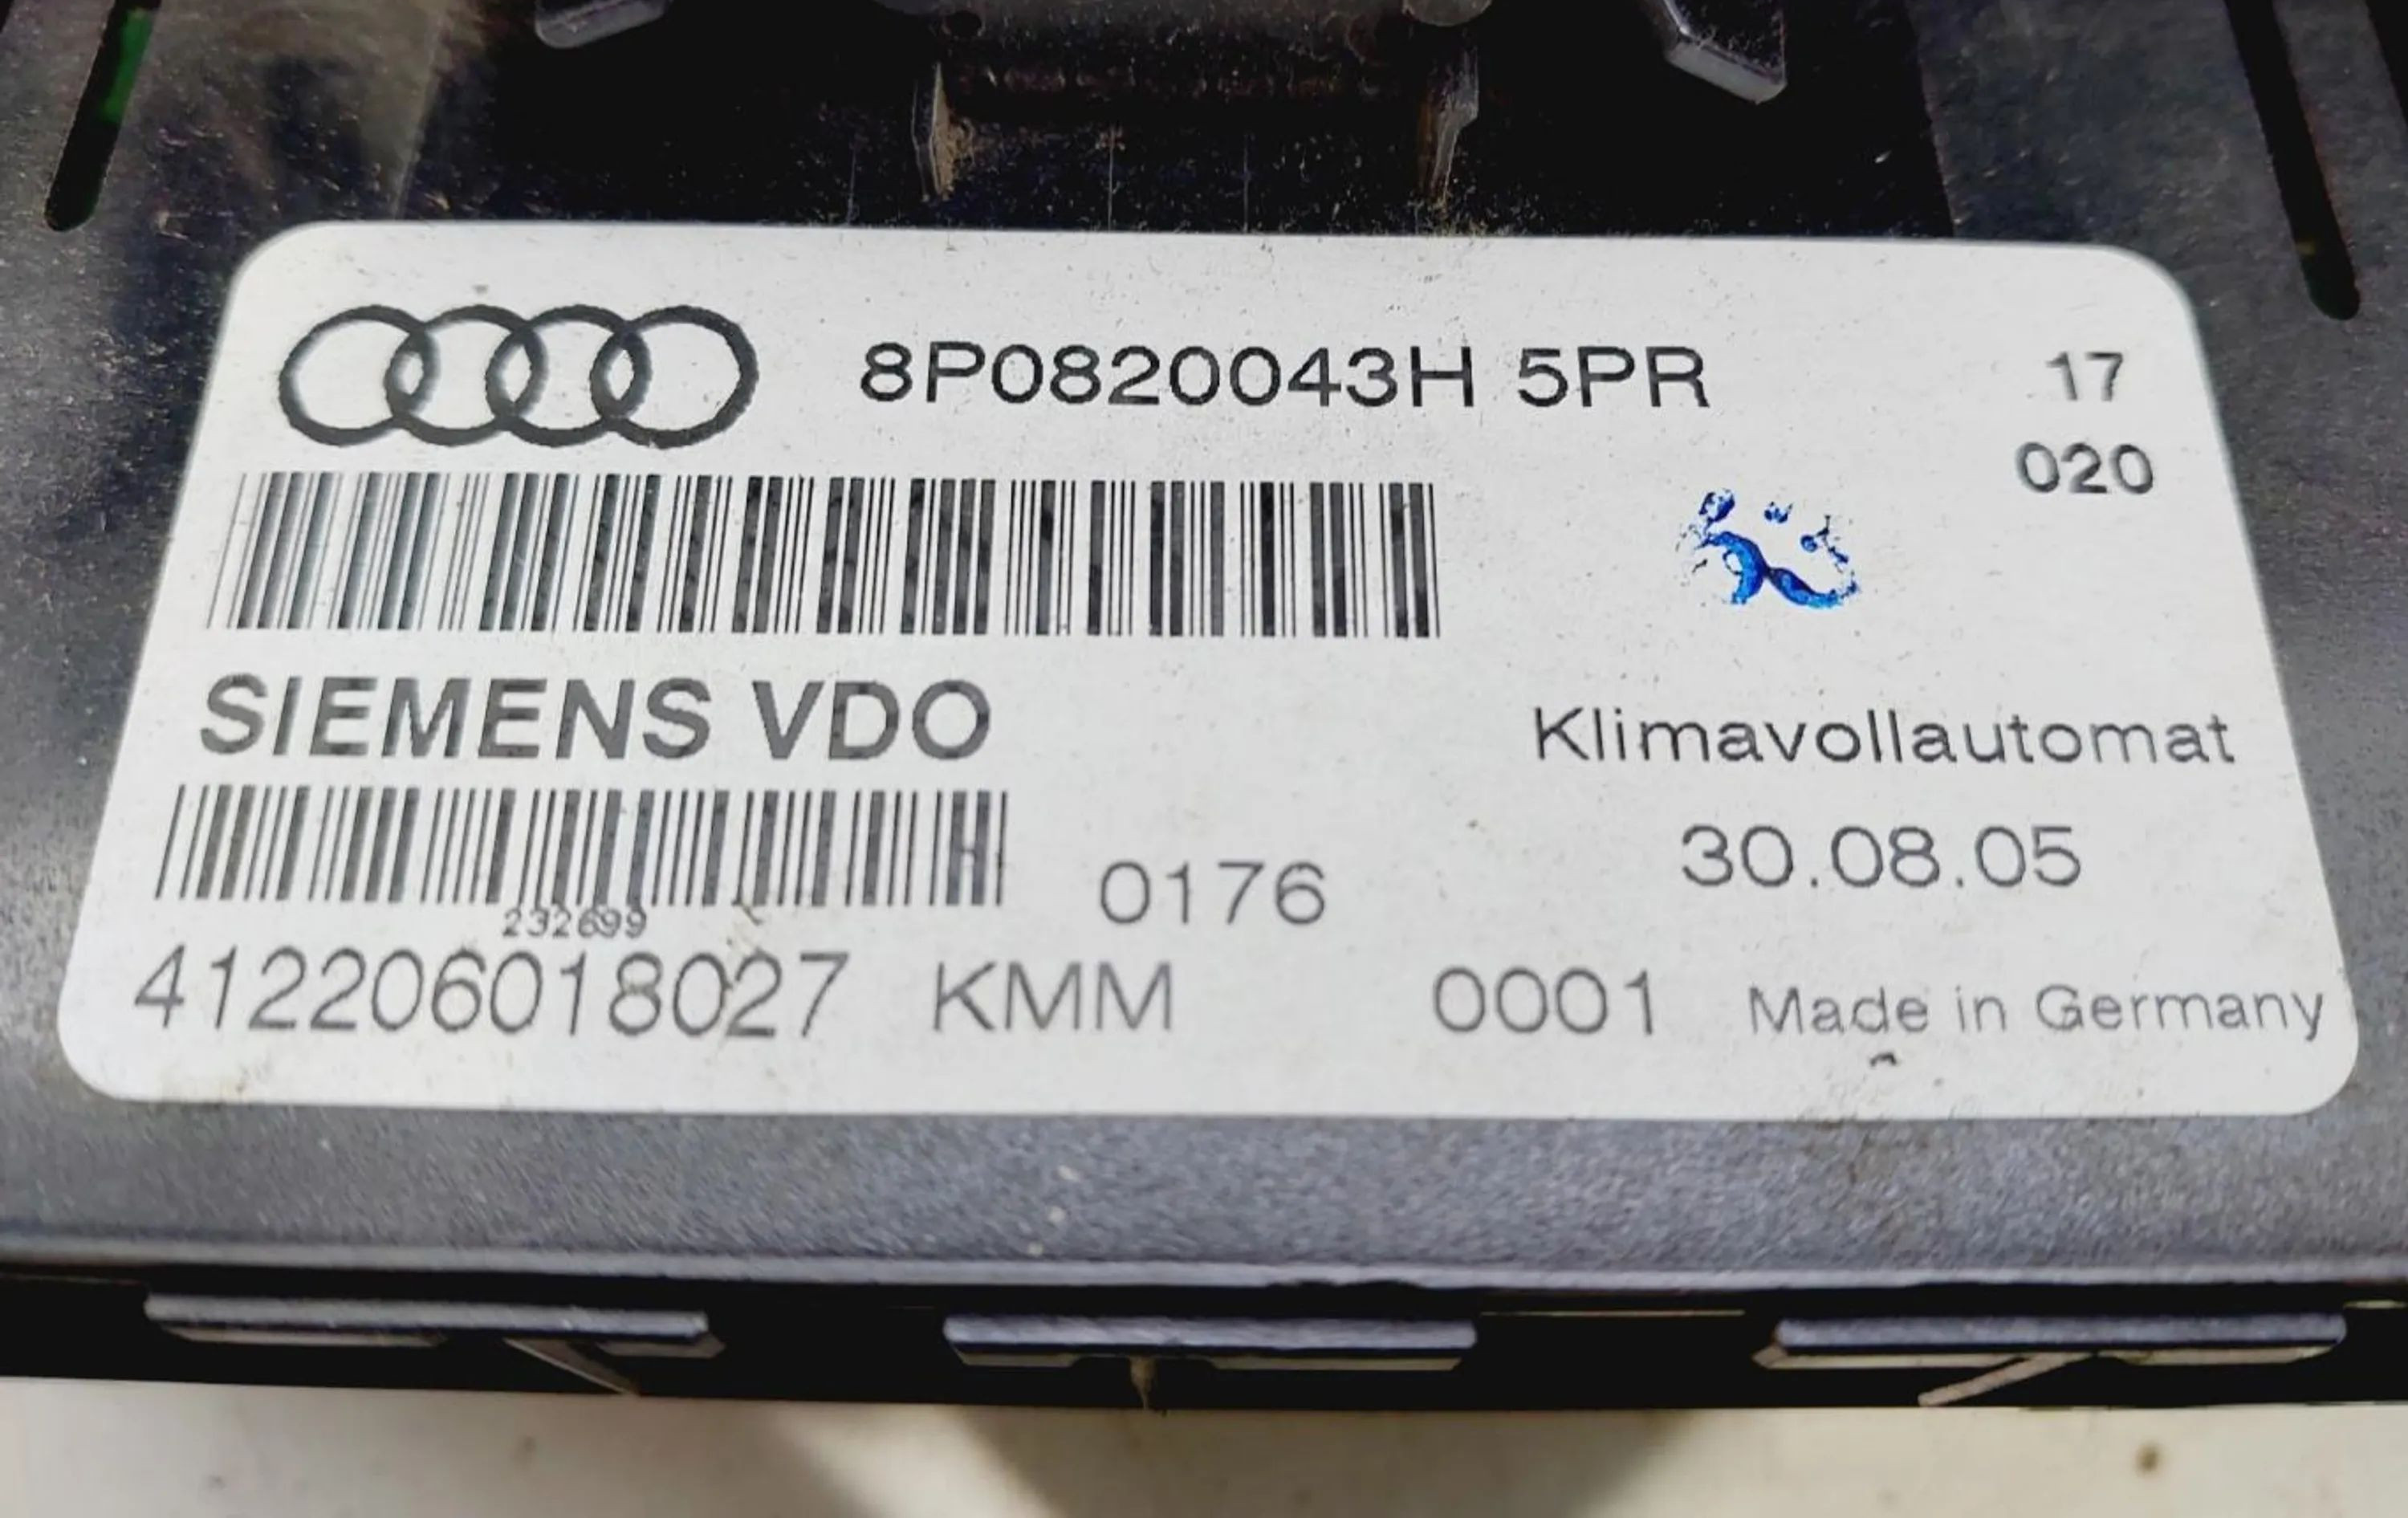 8P0820043H 5PR
17
020
SIEMENS VDO
Klimavollautomat
30.08.05
0176
232699
412206018027 KMM 0001 Made in Germany